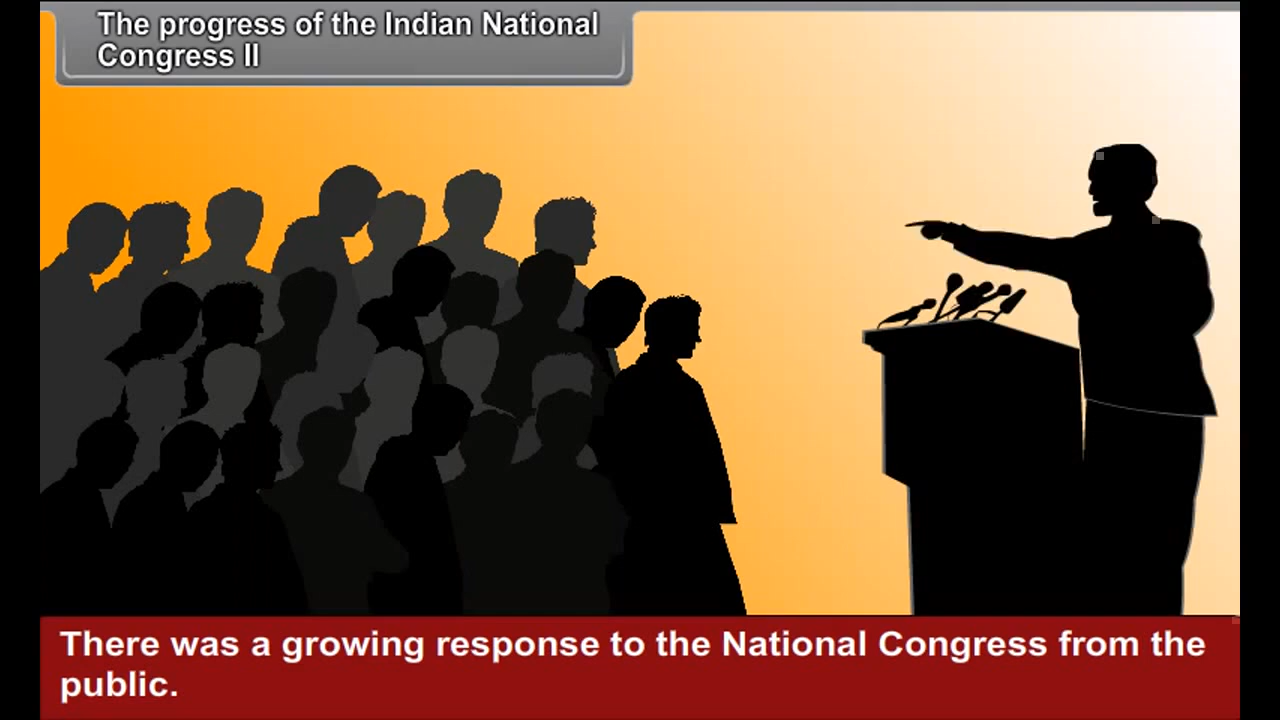 The progress of the Indian National
Congress II
There was a growing response to the National Congress from the
public.